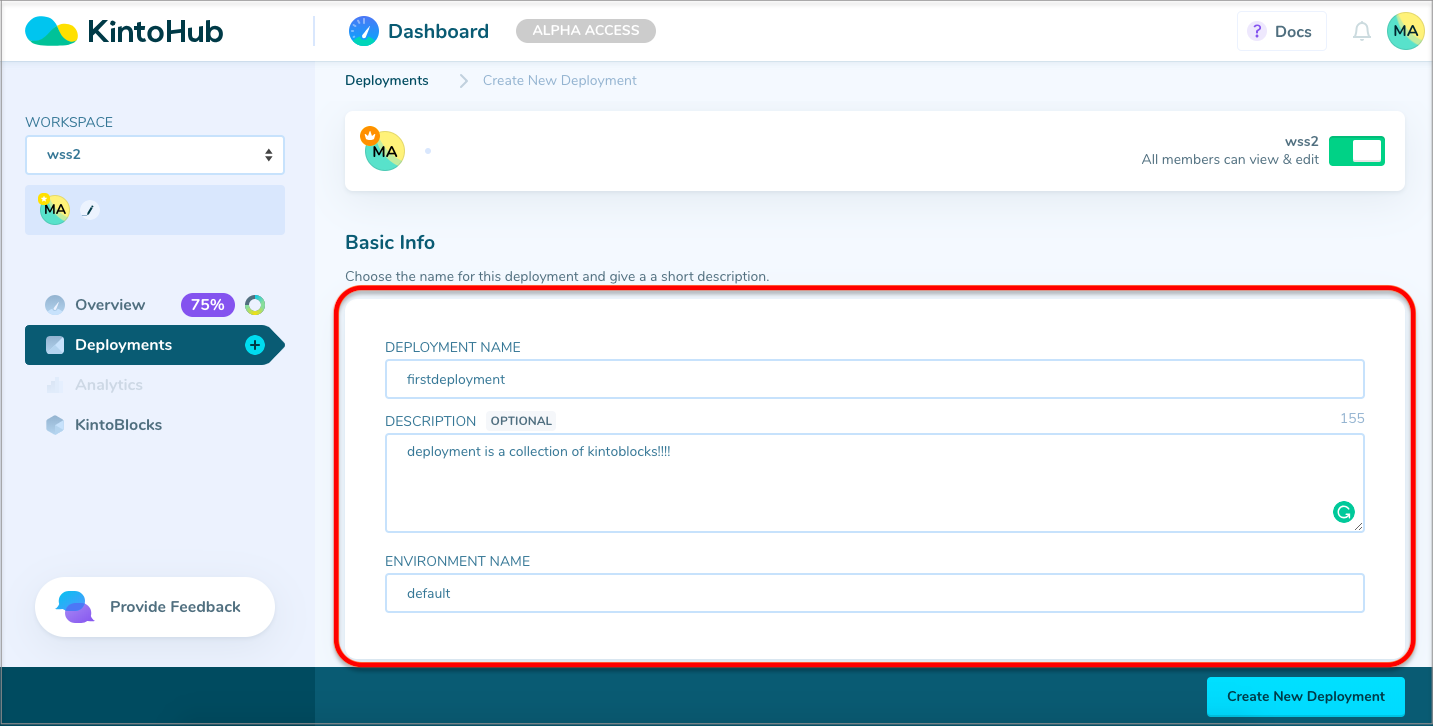 KintoHub
Dashboard
ALPHA ACCESS
? Docs
MA
Deployments
Create New Deployment
WORKSPACE
wss2
MA
MA
wss2
All members can view & edit
Overview
75%
Deployments
Analytics
KintoBlocks
Provide Feedback
Basic Info
Choose the name for this deployment and give a a short description.
DEPLOYMENT NAME
firstdeployment
DESCRIPTION OPTIONAL
155
deployment is a collection of kintoblocks!!!!
ENVIRONMENT NAME
default
Create New Deployment